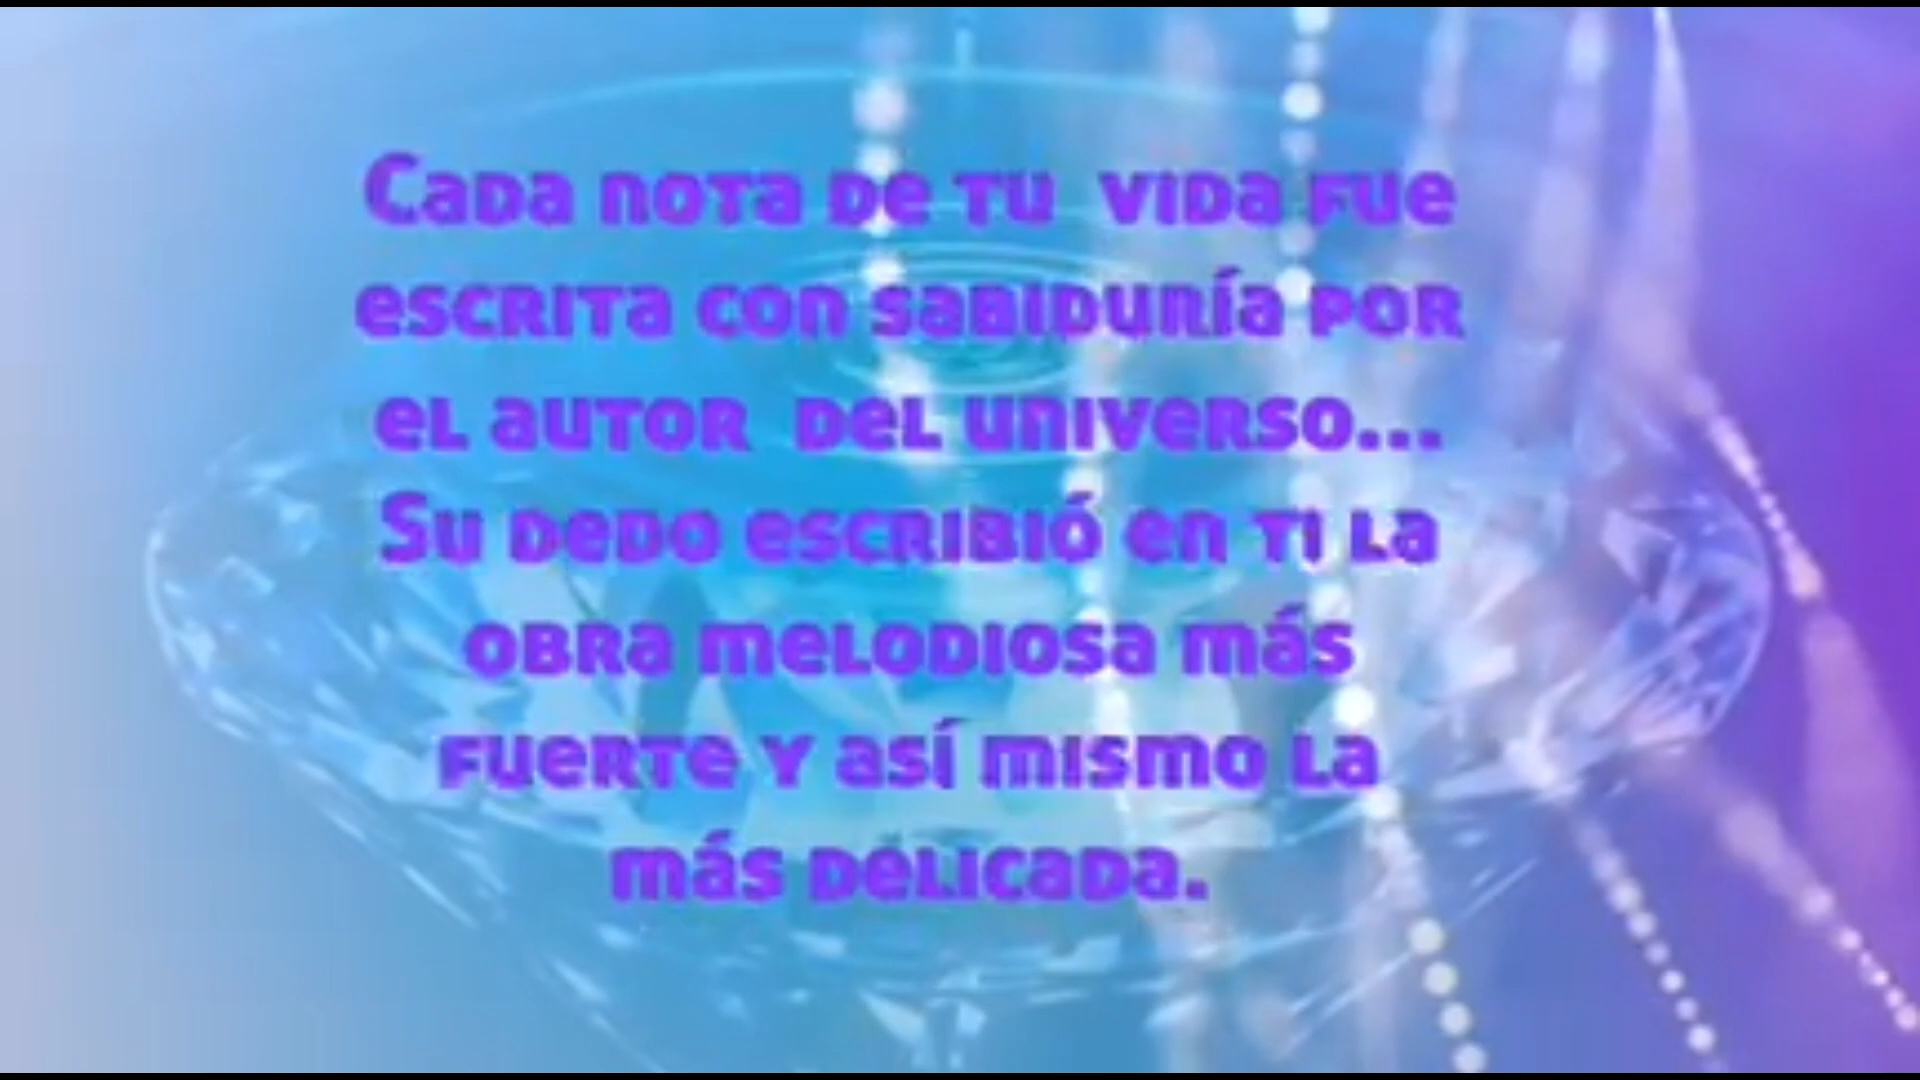 Cada nota de tu vida fue
escrita con sabiduría por
el autor del universo...
Su dedo escribió en ti la
obra melodiosa más
fuerte y así mismo la
más delicada.